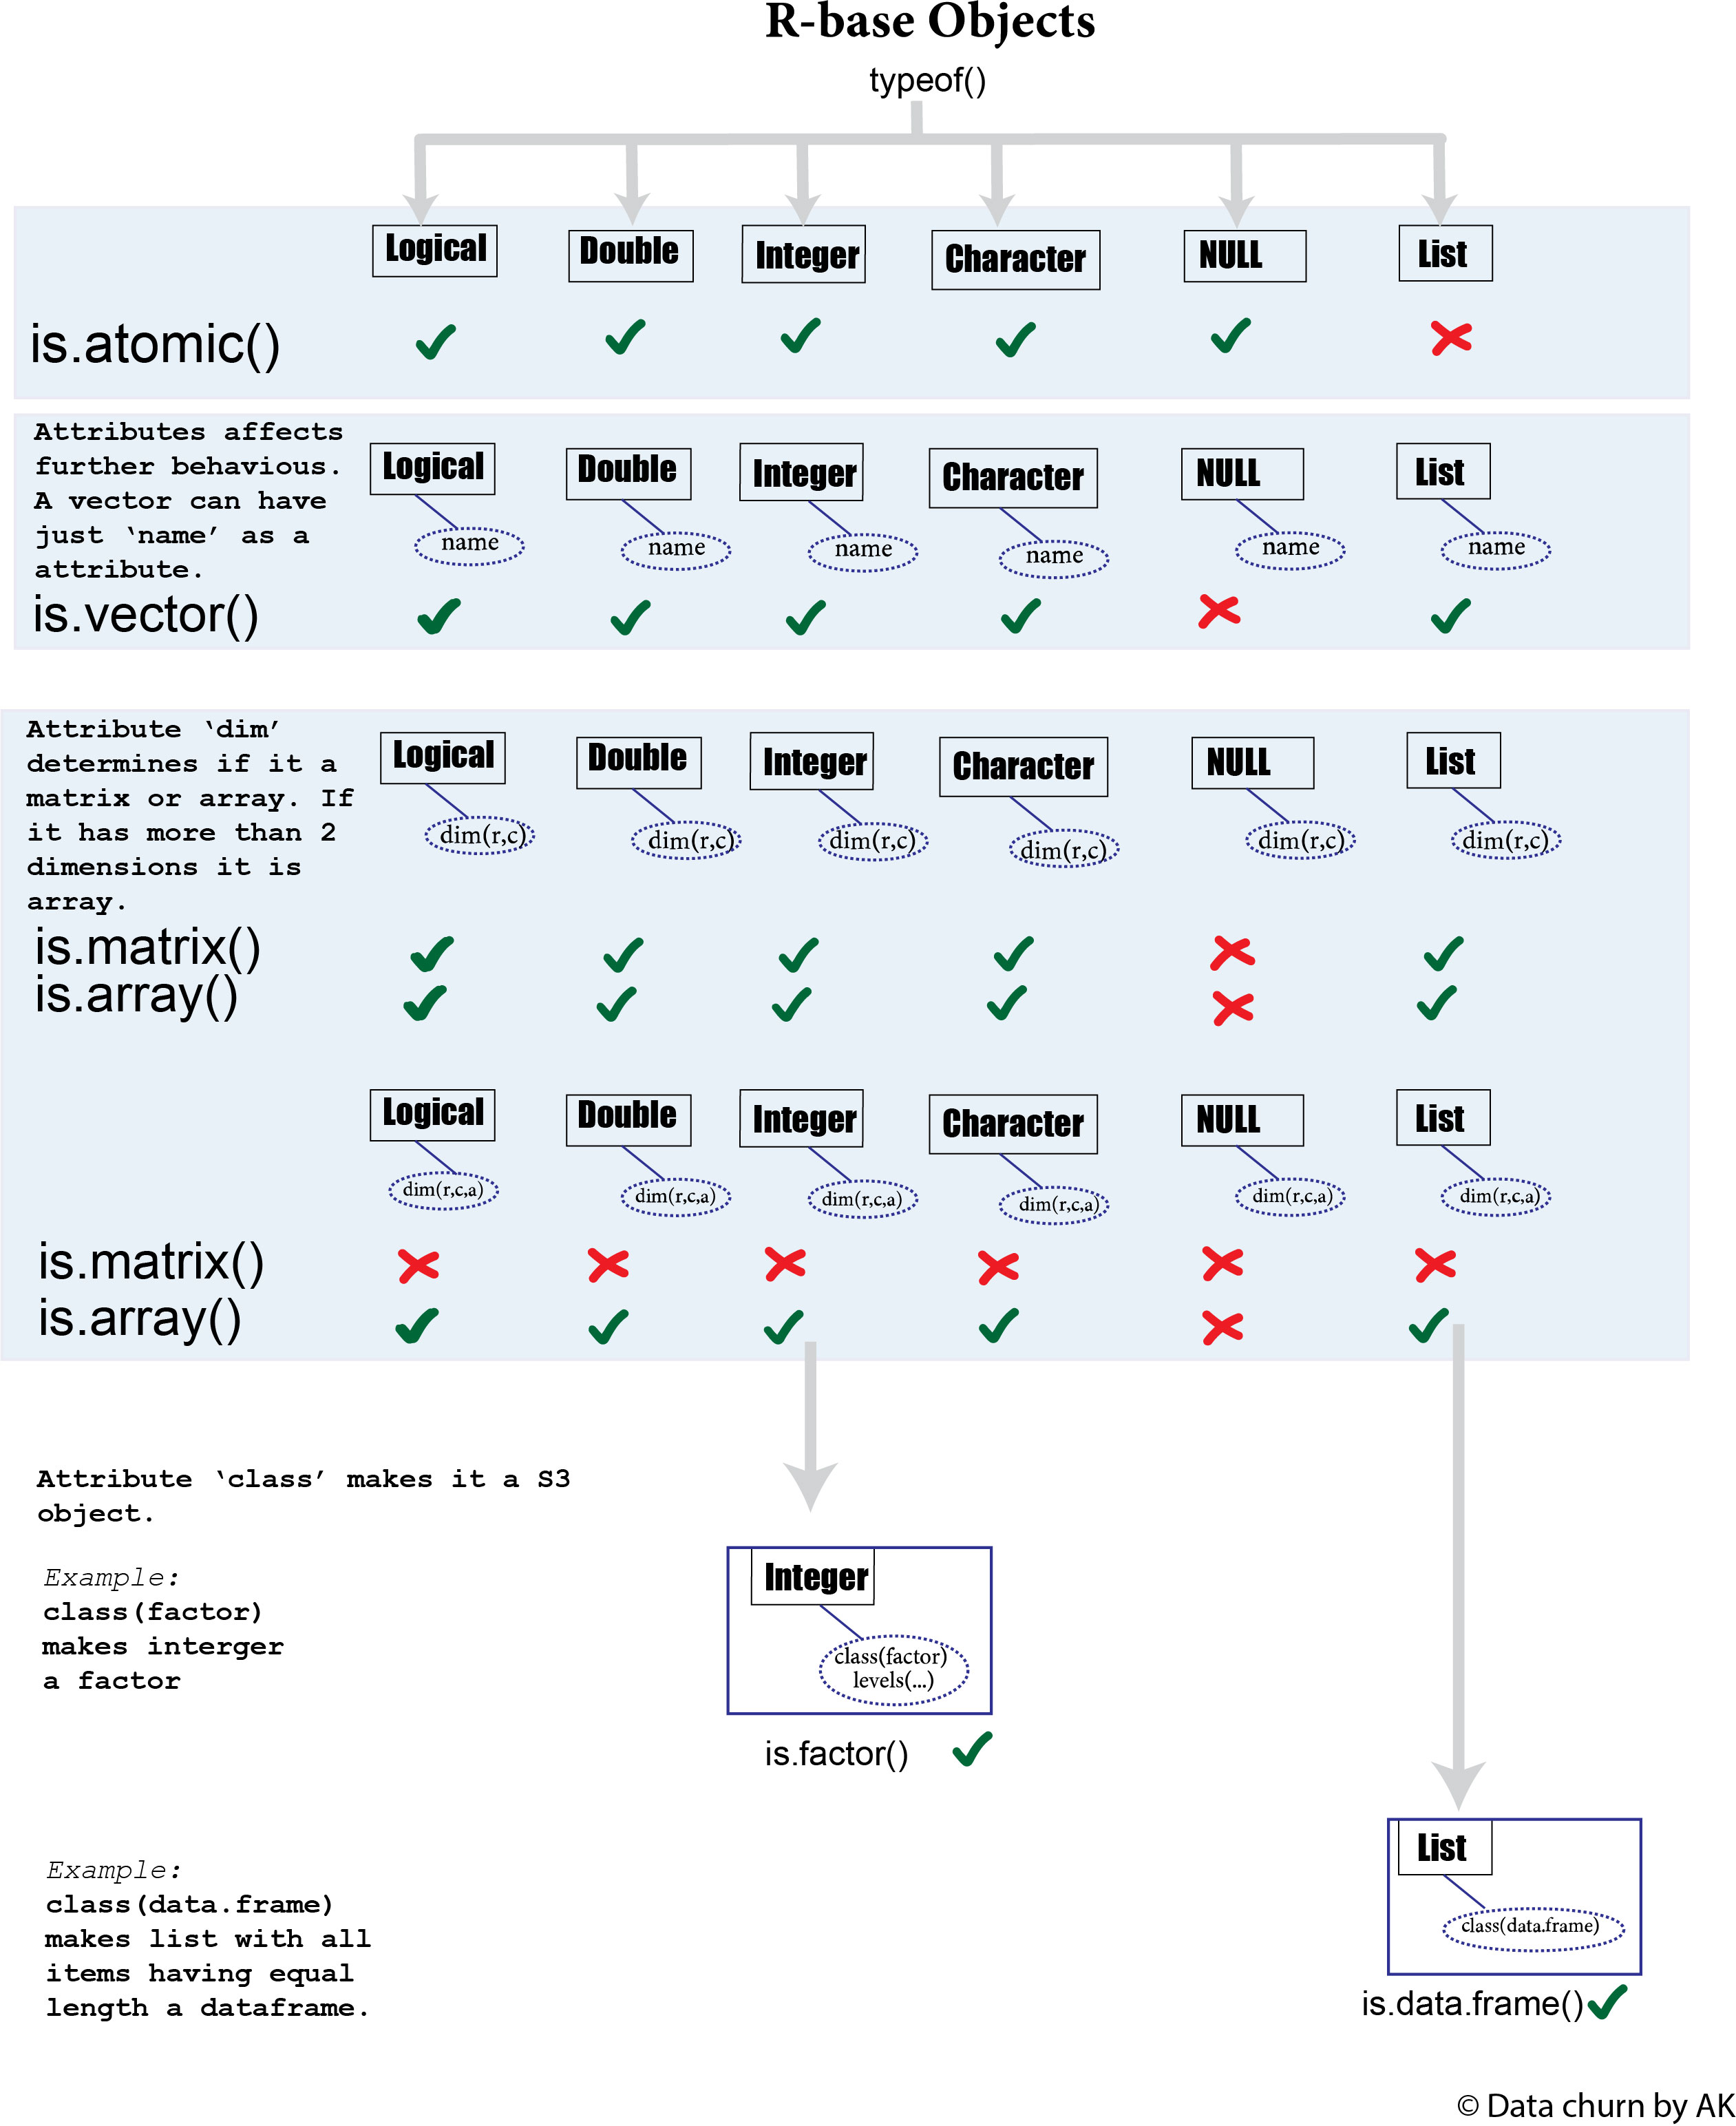 R-base Objects
typeof()
Logical Double Integer Character NULL List
is.atomic()
Attributes affects
further behavious.
A vector can have
just ‘name’ as a
attribute.
Logical Double Integer Character NULL List
name name name name name name
is.vector()
Attribute ‘dim’
determines if it a
matrix or array. If
it has more than 2
dimensions it is
array.
Logical Double Integer Character NULL List
dim(r,c) dim(r,c) dim(r,c) dim(r,c) dim(r,c) dim(r,c)
is.matrix()
is.array()
Logical Double Integer Character NULL List
dim(r,c,a) dim(r,c,a) dim(r,c,a) dim(r,c,a) dim(r,c,a) dim(r,c,a)
is.matrix()
is.array()
Attribute ‘class’ makes it a S3
object.
Example:
class(factor)
makes interger
a factor
Integer
class(factor)
levels(...)
is.factor()
Example:
class(data.frame)
makes list with all
items having equal
length a dataframe.
List
class(data.frame)
is.data.frame()
© Data churn by AK